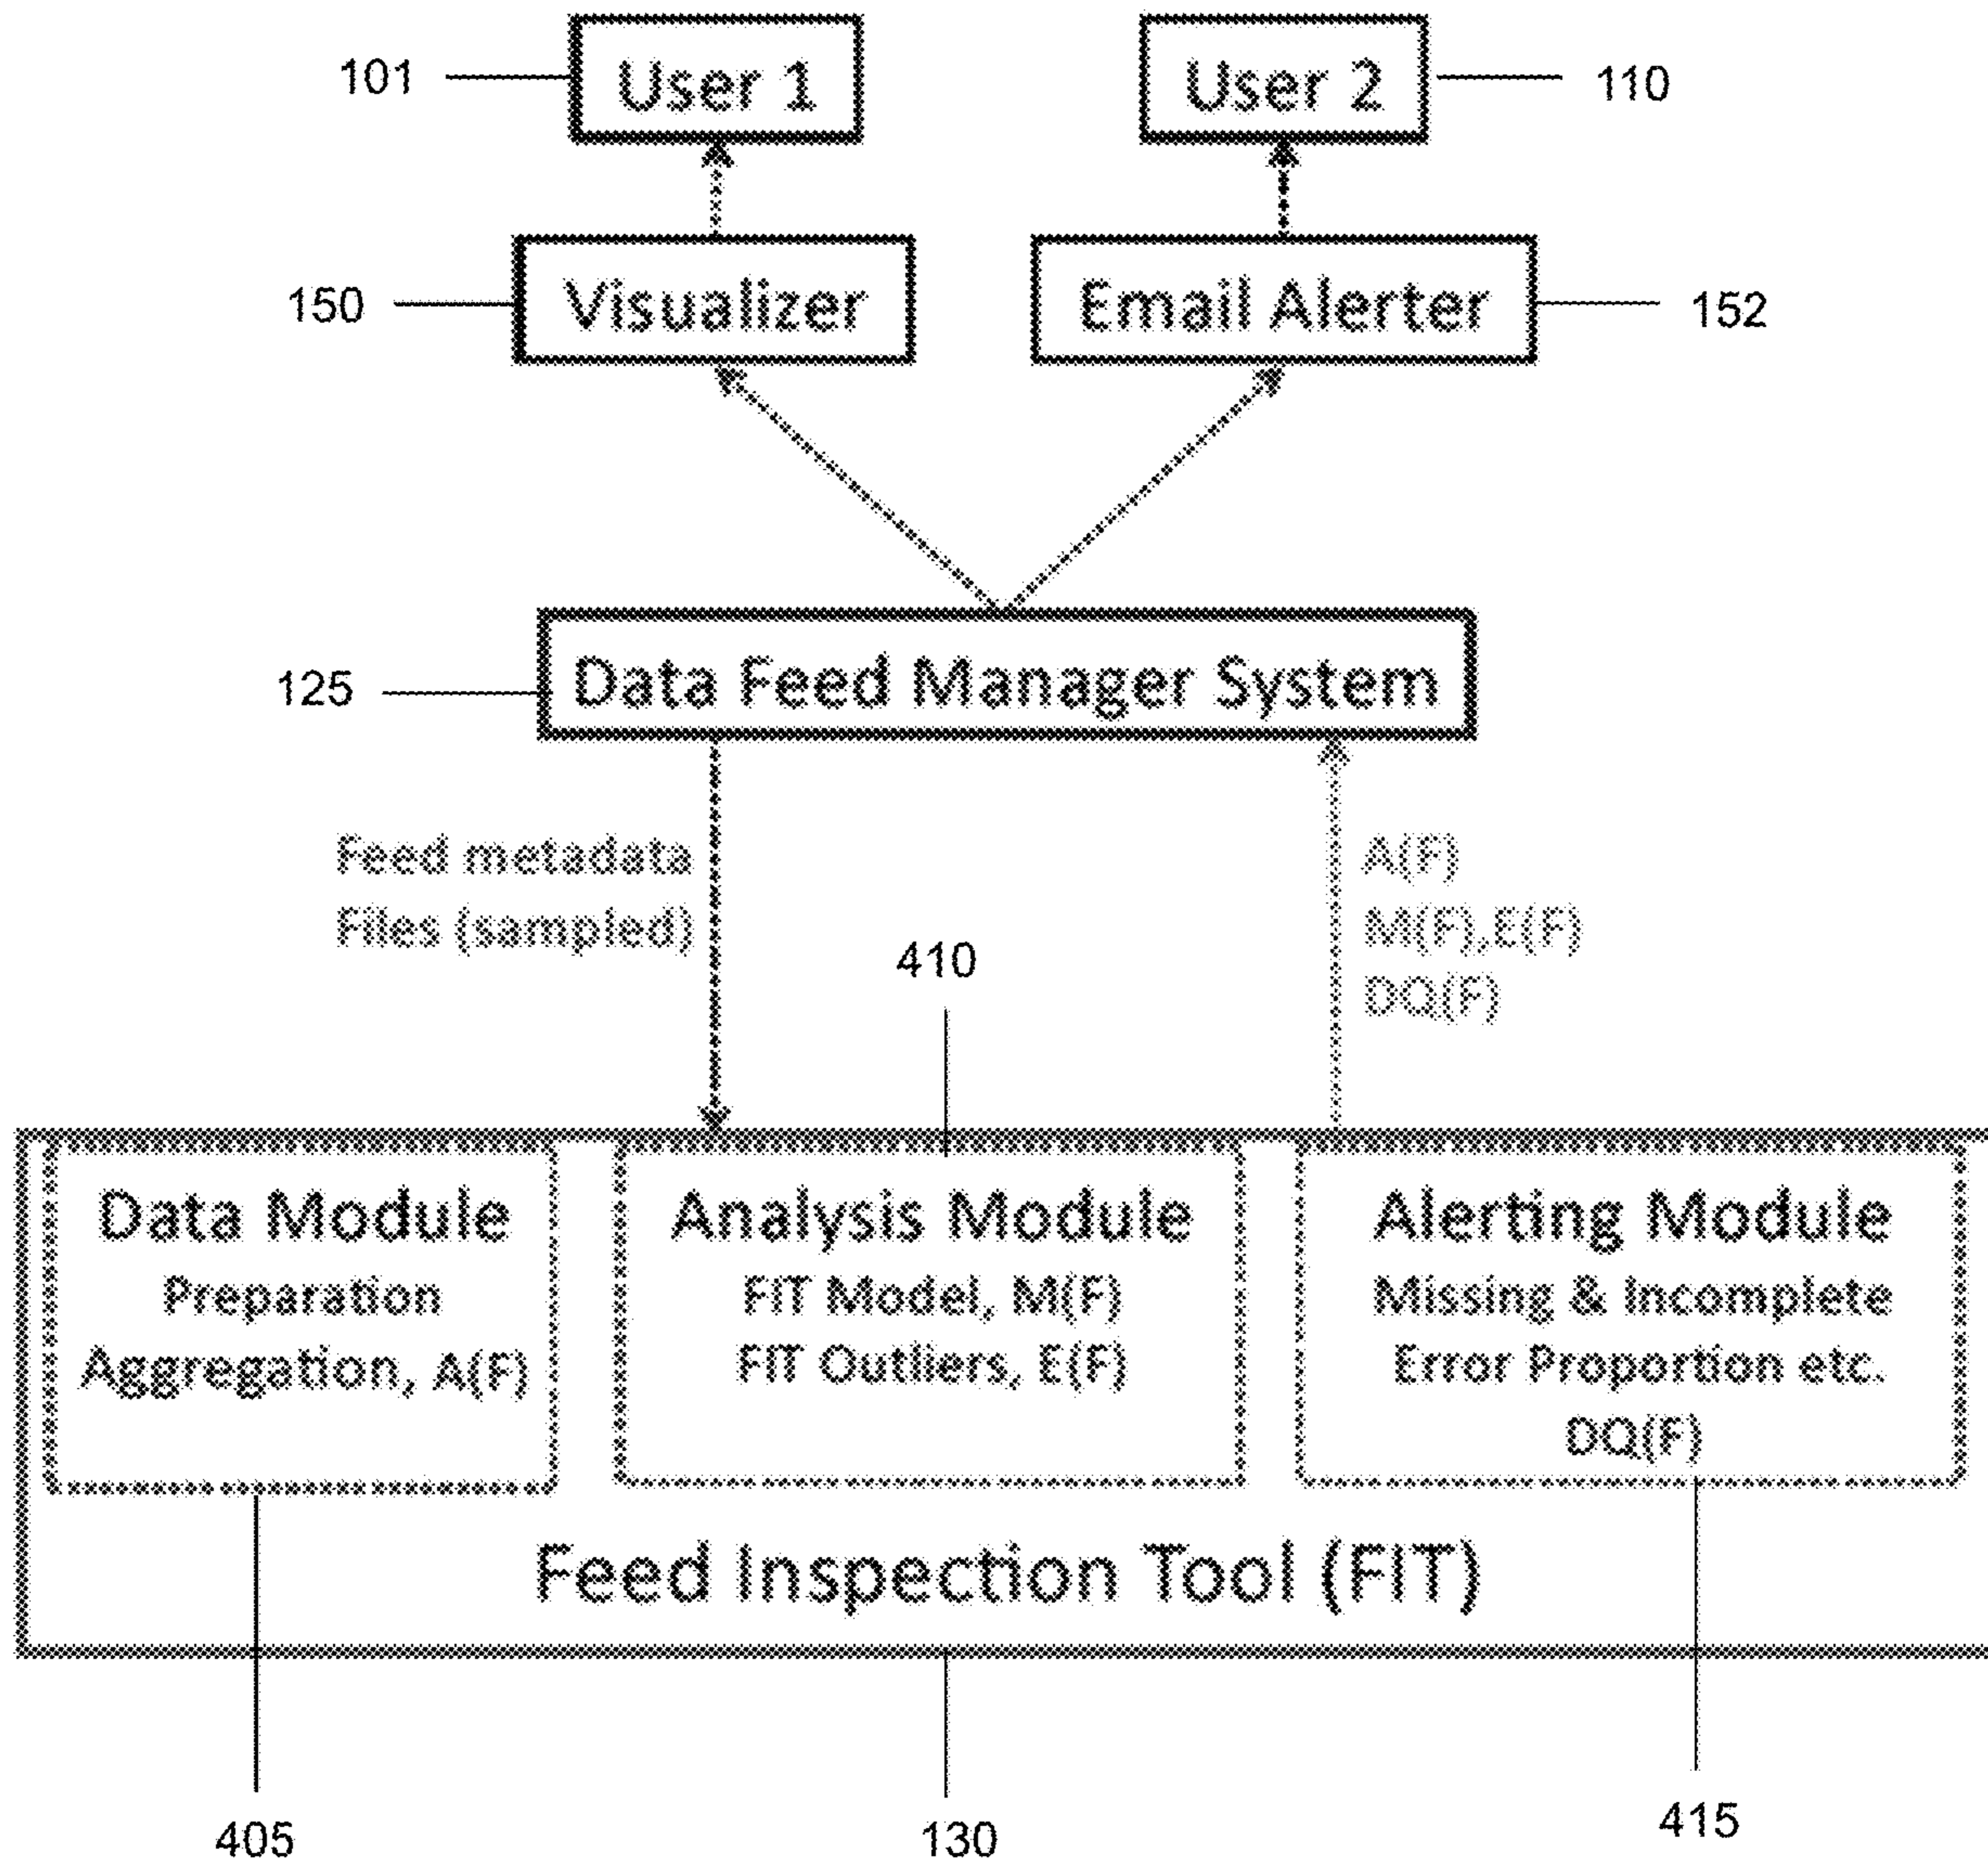 101
User 1
User 2
110
150
Visualizer
Email Alerter
152
125
Data Feed Manager System
Feed metadata
Files (sampled)
A(F)
M(F),E(F)
DQ(F)
410
Data Module
Preparation
Aggregation, A(F)
Analysis Module
FIT Model, M(F)
FIT Outliers, E(F)
Alerting Module
Missing & Incomplete
Error Proportion etc.
DQ(F)
Feed Inspection Tool (FIT)
405
130
415